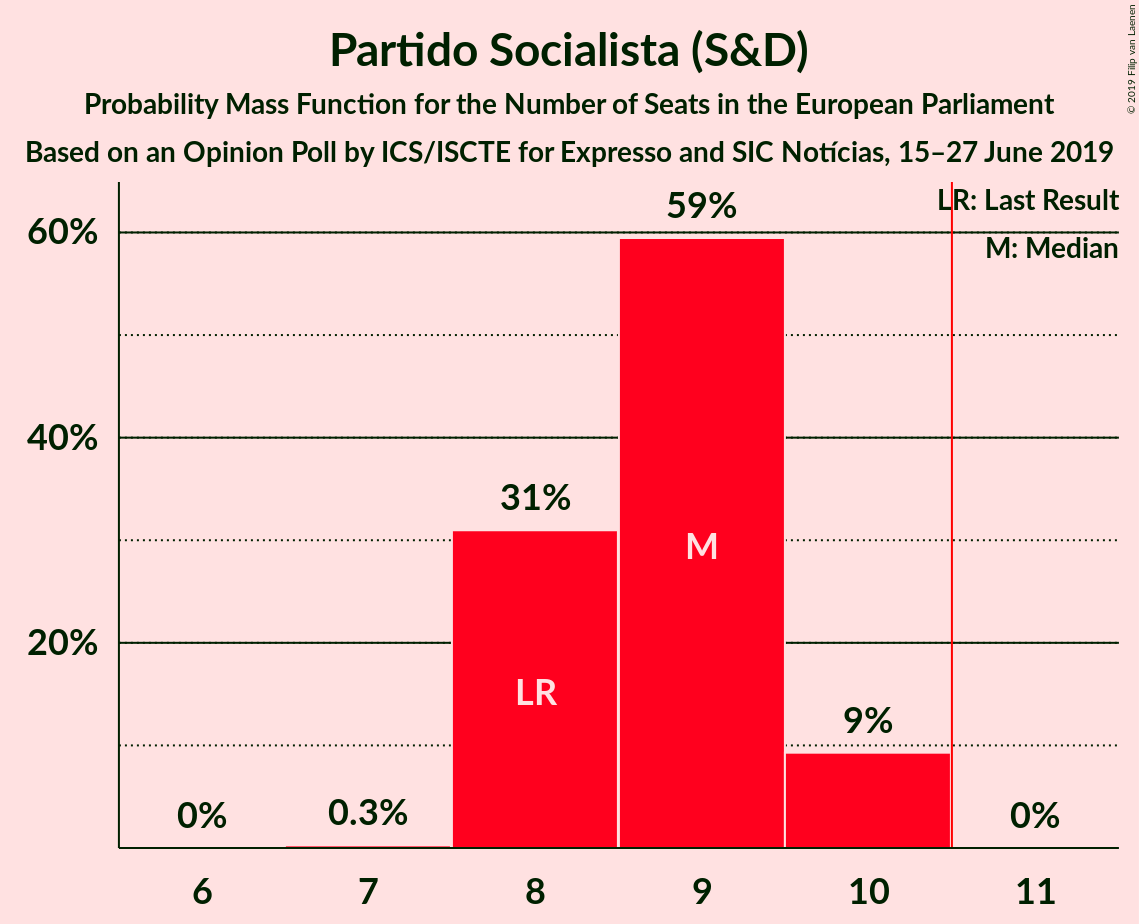 Partido Socialista (S&D)
Probability Mass Function for the Number of Seats in the European Parliament
Based on an Opinion Poll by ICS/ISCTE for Expresso and SIC Notícias, 15–27 June 2019
© 2019 Filip van Laenen
LR: Last Result
M: Median
60%
40%
20%
0%
0.3%
31%
59%
9%
0%
LR
M
6
7
8
9
10
11